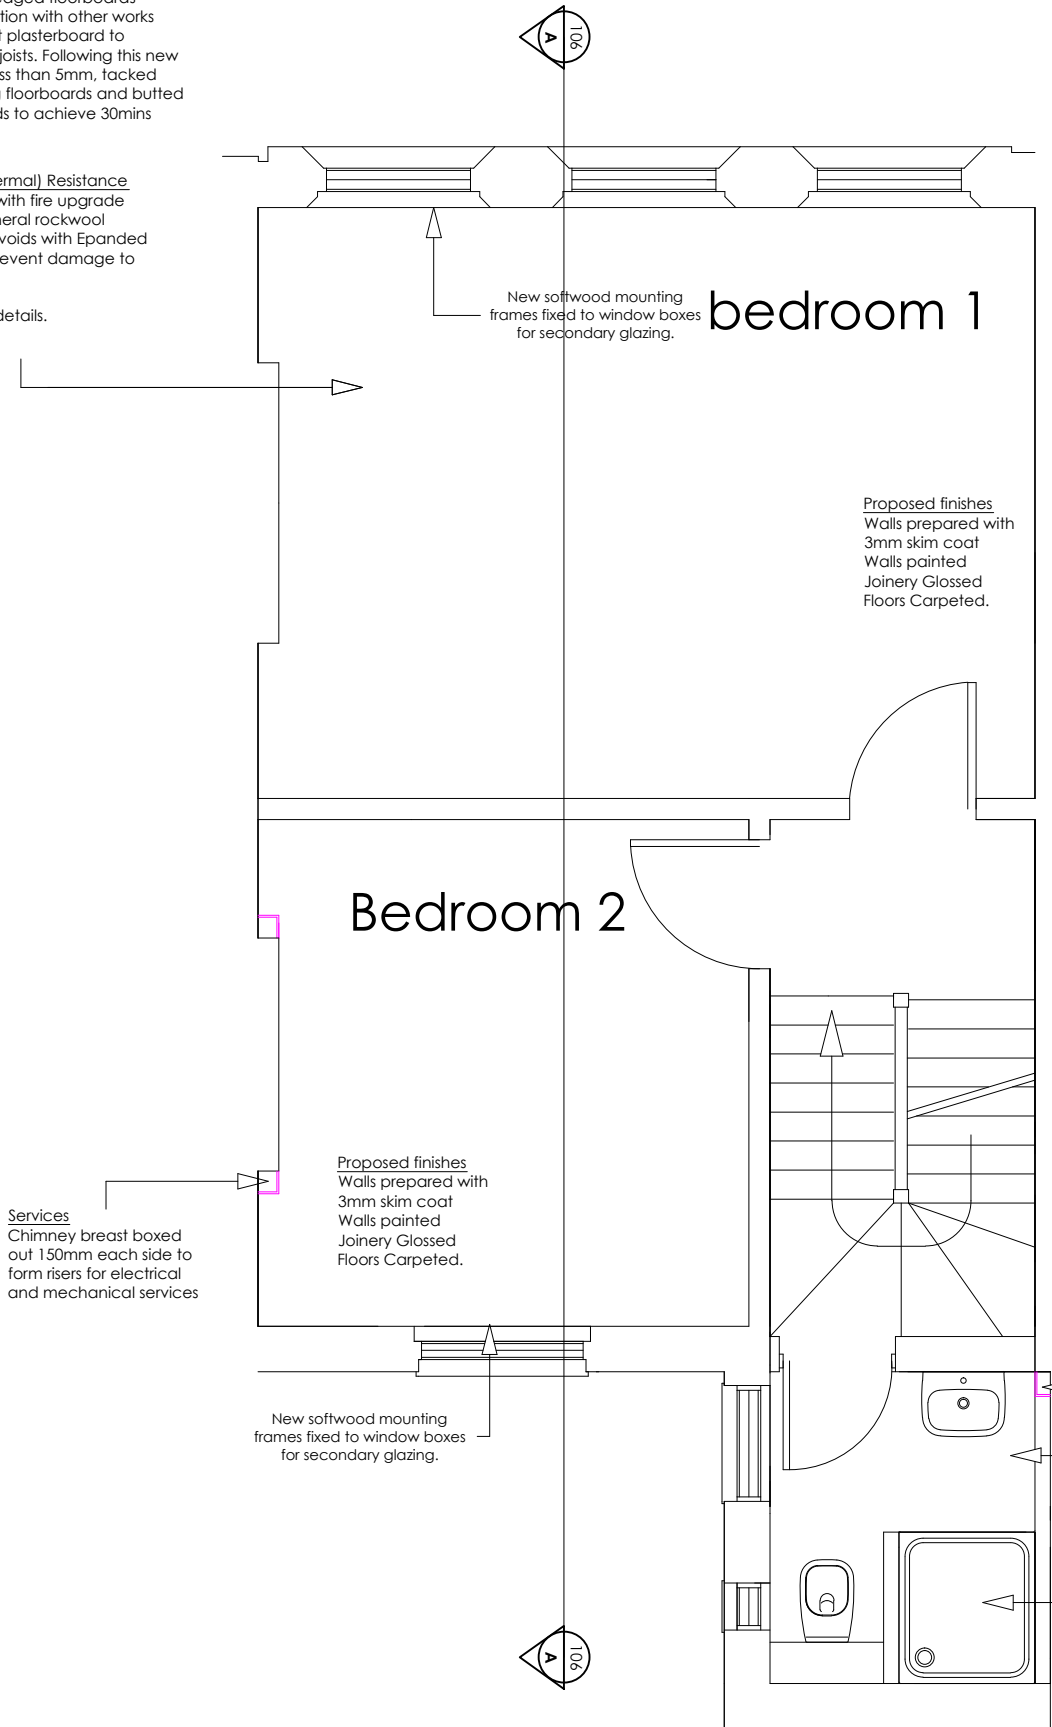 tion with other works
t plasterboard to
joists. Following this new
ss than 5mm, tacked
floorboards and butted
ds to achieve 30mins
ermal) Resistance
with fire upgrade
neral rockwool
voids with Epanded
event damage to
details.
A
106
New softwood mounting
frames fixed to window boxes
for secondary glazing.
bedroom 1
Proposed finishes
Walls prepared with
3mm skim coat
Walls painted
Joinery Glossed
Floors Carpeted.
Bedroom 2
Proposed finishes
Walls prepared with
3mm skim coat
Walls painted
Joinery Glossed
Floors Carpeted.
Services
Chimney breast boxed
out 150mm each side to
form risers for electrical
and mechanical services
New softwood mounting
frames fixed to window boxes
for secondary glazing.
A
106